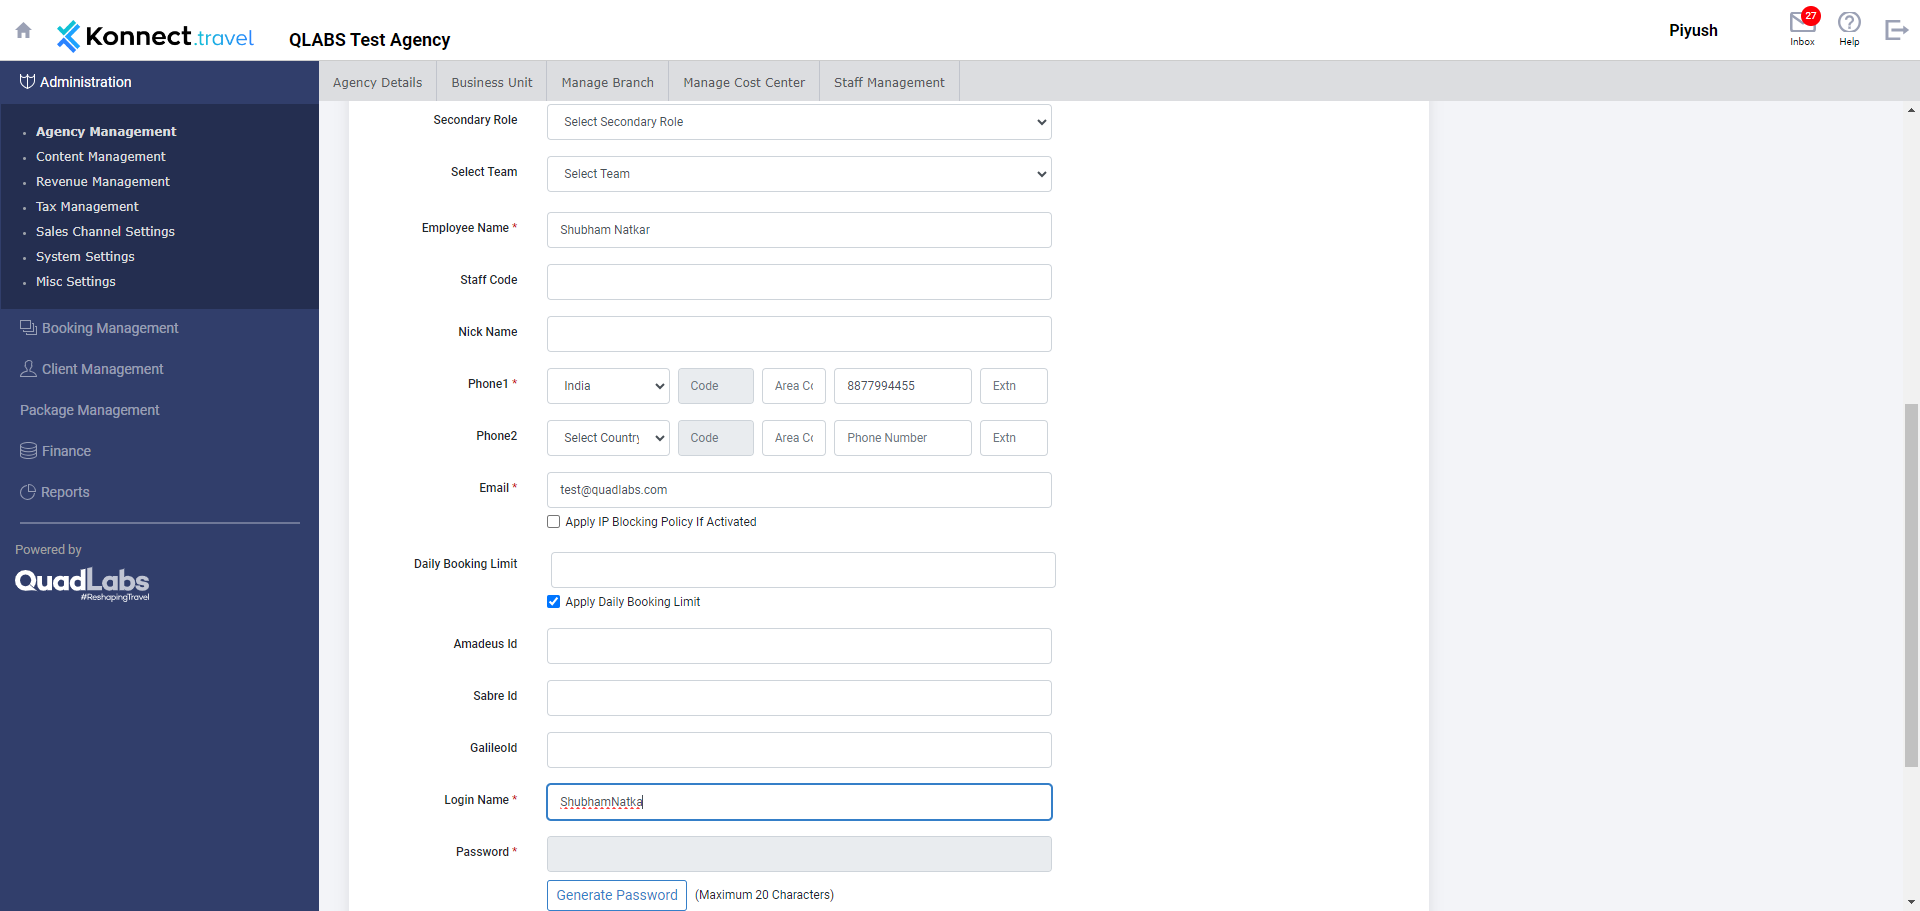 Konnect.travel
QLABS Test Agency
Piyush
27
Inbox
Help
Administration
Agency Details
Business Unit
Manage Branch
Manage Cost Center
Staff Management
Agency Management
Content Management
Revenue Management
Tax Management
Sales Channel Settings
System Settings
Misc Settings
Booking Management
Client Management
Package Management
Finance
Reports
Powered by
QuadLabs
#ReshapingTravel
Secondary Role
Select Secondary Role
Select Team
Select Team
Employee Name *
Shubham Natkar
Staff Code
Nick Name
Phone1 *
India
Code
Area Co
8877994455
Extn
Phone2
Select Country
Code
Area Co
Phone Number
Extn
Email *
test@quadlabs.com
Apply IP Blocking Policy If Activated
Daily Booking Limit
Apply Daily Booking Limit
Amadeus Id
Sabre Id
GalileoId
Login Name *
ShubhamNatka
Password *
Generate Password
(Maximum 20 Characters)